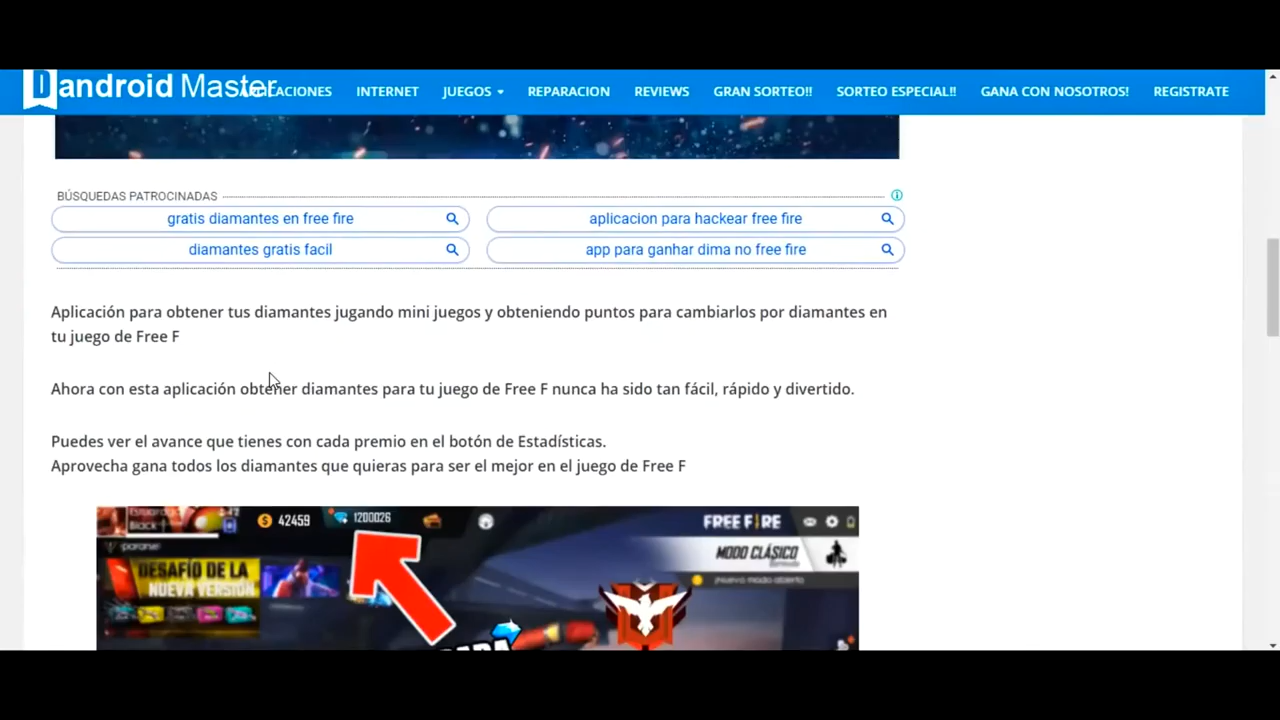 Dandroid Master
APLICACIONES INTERNET JUEGOS REPARACION REVIEWS GRAN SORTEO!! SORTEO ESPECIAL!! GANA CON NOSOTROS! REGISTRATE
BÚSQUEDAS PATROCINADAS
gratis diamantes en free fire
aplicacion para hackear free fire
diamantes gratis facil
app para ganhar dima no free fire
Aplicación para obtener tus diamantes jugando mini juegos y obteniendo puntos para cambiarlos por diamantes en
tu juego de Free F
Ahora con esta aplicación obtener diamantes para tu juego de Free F nunca ha sido tan fácil, rápido y divertido.
Puedes ver el avance que tienes con cada premio en el botón de Estadísticas.
Aprovecha gana todos los diamantes que quieras para ser el mejor en el juego de Free F
42459
1200026
FREE FIRE
Black
MODO CLÁSICO
DESAFÍO DE LA
NUEVA VERSIÓN
¡Nuevo modo abierto